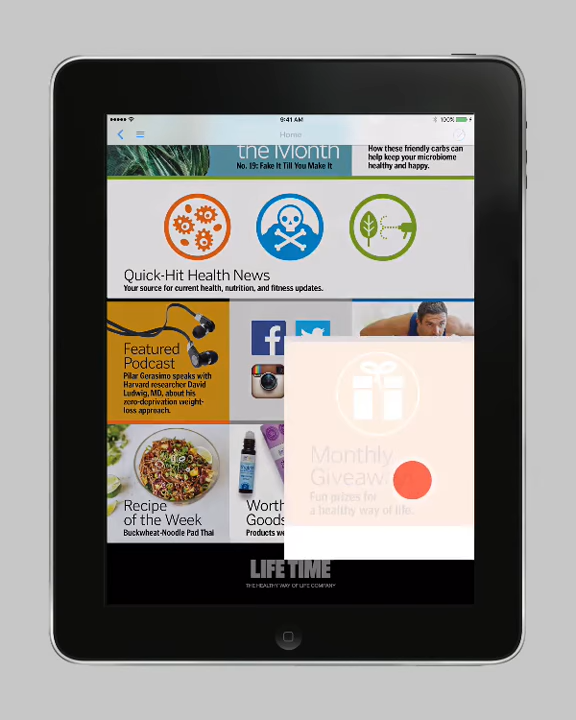 9:41 AM
100%
Home
the Month
No. 19: Fake It Till You Make It
How these friendly carbs can
help keep your microbiome
healthy and happy.
Quick-Hit Health News
Your source for current health, nutrition, and fitness updates.
Featured
Podcast
Pilar Gerasimo speaks with
Harvard researcher David
Ludwig, MD, about his
zero-deprivation weight-
loss approach.
Monthly
Giveaw
Fun prizes for
a healthy way of life.
Recipe
of the Week
Buckwheat-Noodle Pad Thai
Worth
Goods
Products we
LIFE TIME
THE HEALTHY WAY OF LIFE COMPANY